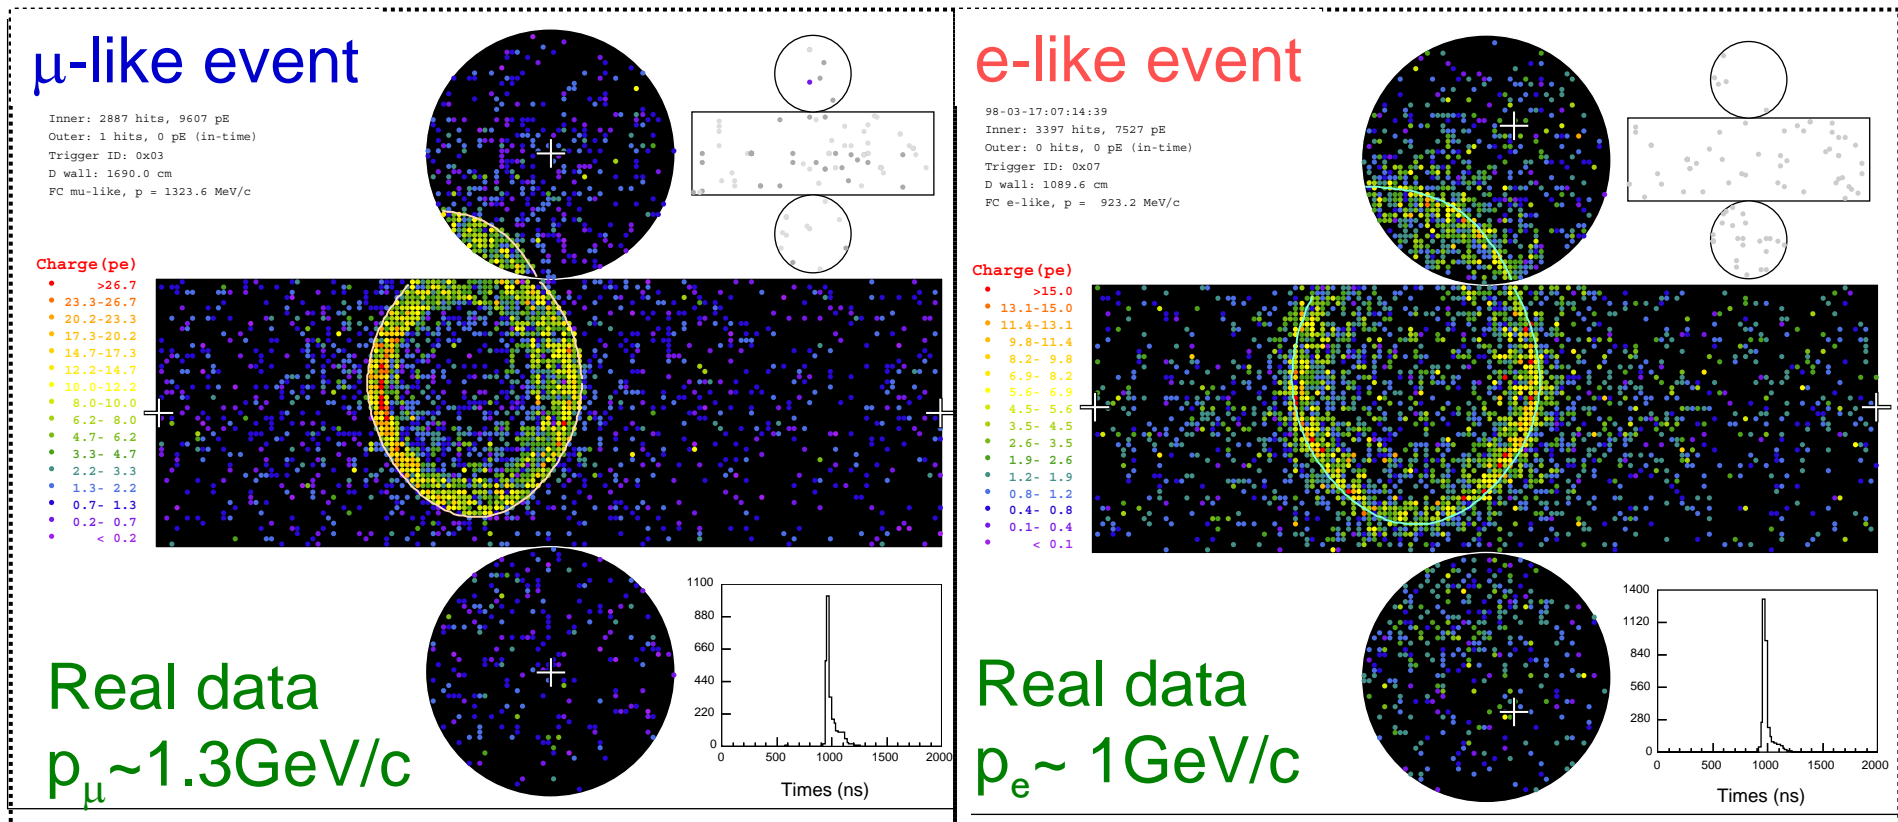 μ-like event
Inner: 2887 hits, 9607 pE
Outer: 1 hits, 0 pE (in-time)
Trigger ID: 0x03
D wall: 1690.0 cm
FC mu-like, p = 1323.6 MeV/c
Charge(pe)
>26.7
23.3-26.7
20.2-23.3
17.3-20.2
14.7-17.3
12.2-14.7
10.0-12.2
8.0-10.0
6.2- 8.0
4.7- 6.2
3.3- 4.7
2.2- 3.3
1.3- 2.2
0.7- 1.3
0.2- 0.7
< 0.2
1100
880
660
440
220
0
0 500 1000 1500 2000
Times (ns)
Real data
pμ~1.3GeV/c
e-like event
98-03-17:07:14:39
Inner: 3397 hits, 7527 pE
Outer: 0 hits, 0 pE (in-time)
Trigger ID: 0x07
D wall: 1089.6 cm
FC e-like, p = 923.2 MeV/c
Charge(pe)
>15.0
13.1-15.0
11.4-13.1
9.8-11.4
8.2- 9.8
6.9- 8.2
5.6- 6.9
4.5- 5.6
3.5- 4.5
2.6- 3.5
1.9- 2.6
1.2- 1.9
0.8- 1.2
0.4- 0.8
0.1- 0.4
< 0.1
1400
1120
840
560
280
0
0 500 1000 1500 2000
Times (ns)
Real data
pe~ 1GeV/c